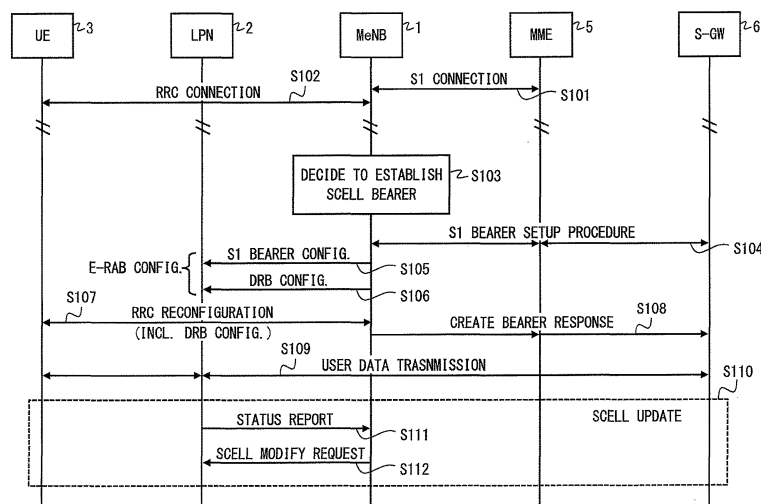 UE
3
LPN
2
MeNB
1
MME
5
S-GW
6
S102
RRC CONNECTION
S1 CONNECTION
S101
DECIDE TO ESTABLISH
SCELL BEARER
S103
S1 BEARER SETUP PROCEDURE
S104
E-RAB CONFIG.
S1 BEARER CONFIG.
S105
DRB CONFIG.
S106
S107
RRC RECONFIGURATION
(INCL. DRB CONFIG.)
CREATE BEARER RESPONSE
S108
S109
USER DATA TRASNMISSION
S110
SCELL UPDATE
STATUS REPORT
S111
SCELL MODIFY REQUEST
S112